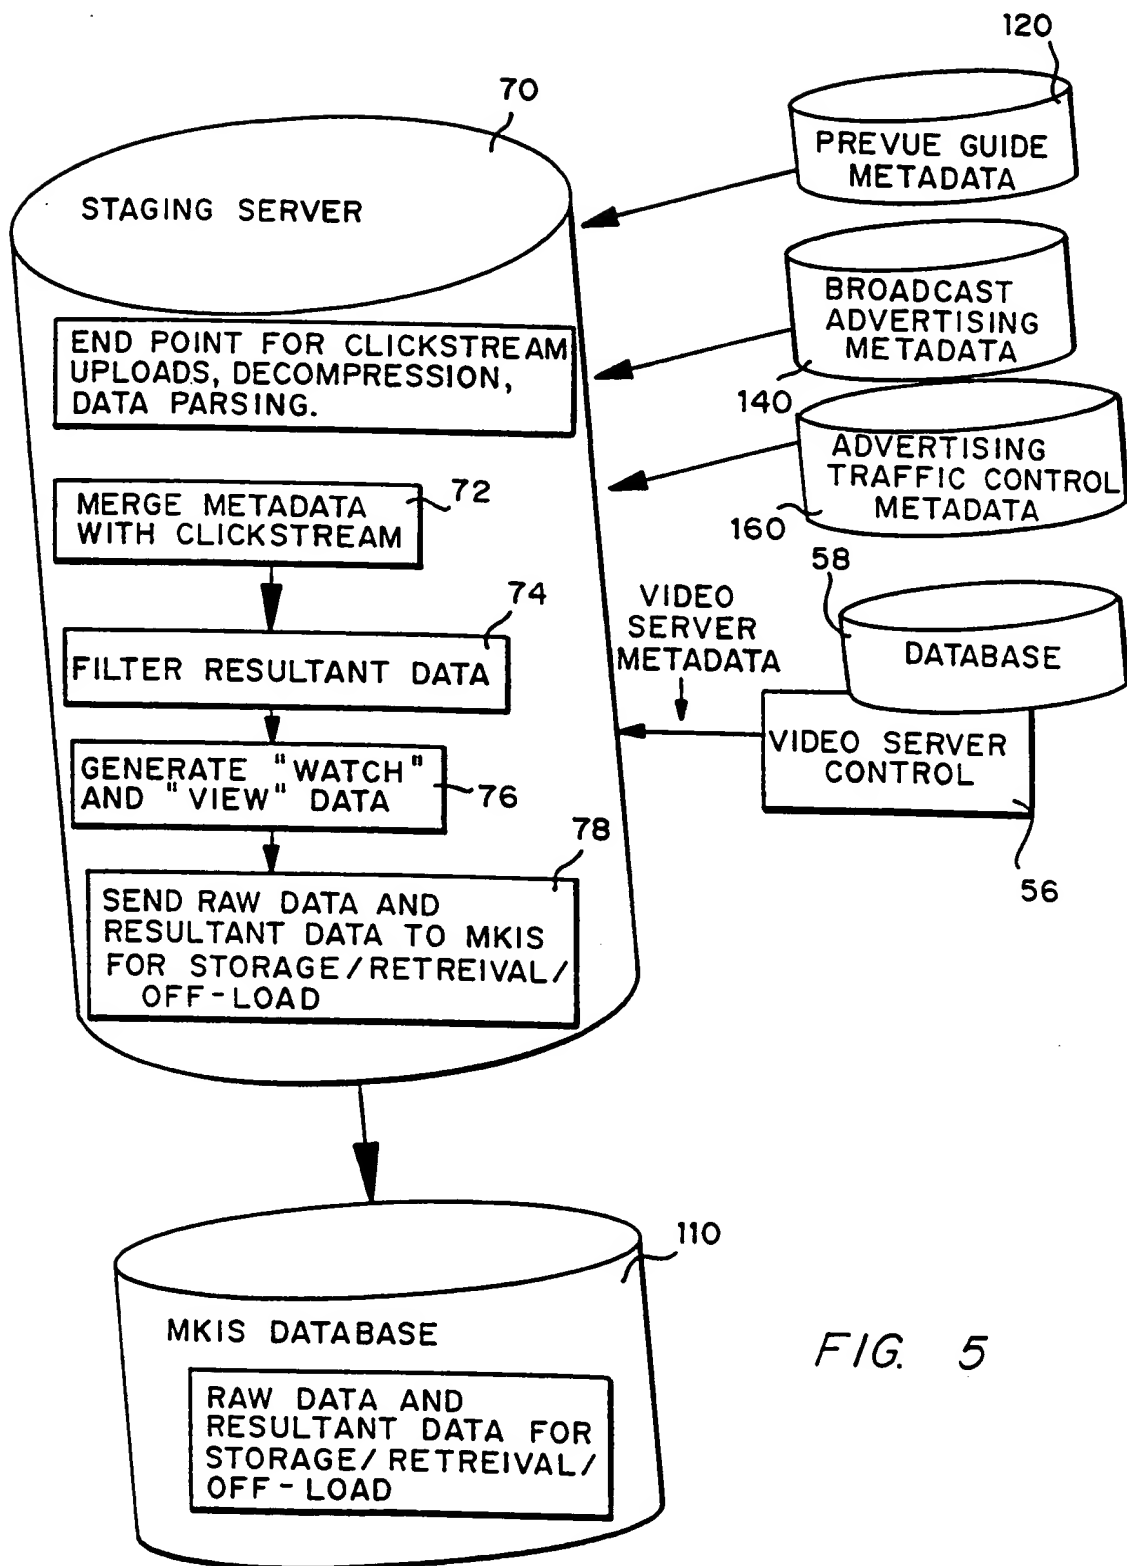 120
PREVUE GUIDE
METADATA
70
STAGING SERVER
BROADCAST
ADVERTISING
METADATA
140
END POINT FOR CLICKSTREAM
UPLOADS, DECOMPRESSION,
DATA PARSING.
ADVERTISING
TRAFFIC CONTROL
METADATA
160
72
MERGE METADATA
WITH CLICKSTREAM
58
DATABASE
VIDEO
SERVER
METADATA
74
FILTER RESULTANT DATA
VIDEO SERVER
CONTROL
56
GENERATE "WATCH"
AND "VIEW" DATA
76
78
SEND RAW DATA AND
RESULTANT DATA TO MKIS
FOR STORAGE/RETREIVAL/
OFF-LOAD
110
MKIS DATABASE
RAW DATA AND
RESULTANT DATA FOR
STORAGE/RETREIVAL/
OFF-LOAD
FIG. 5